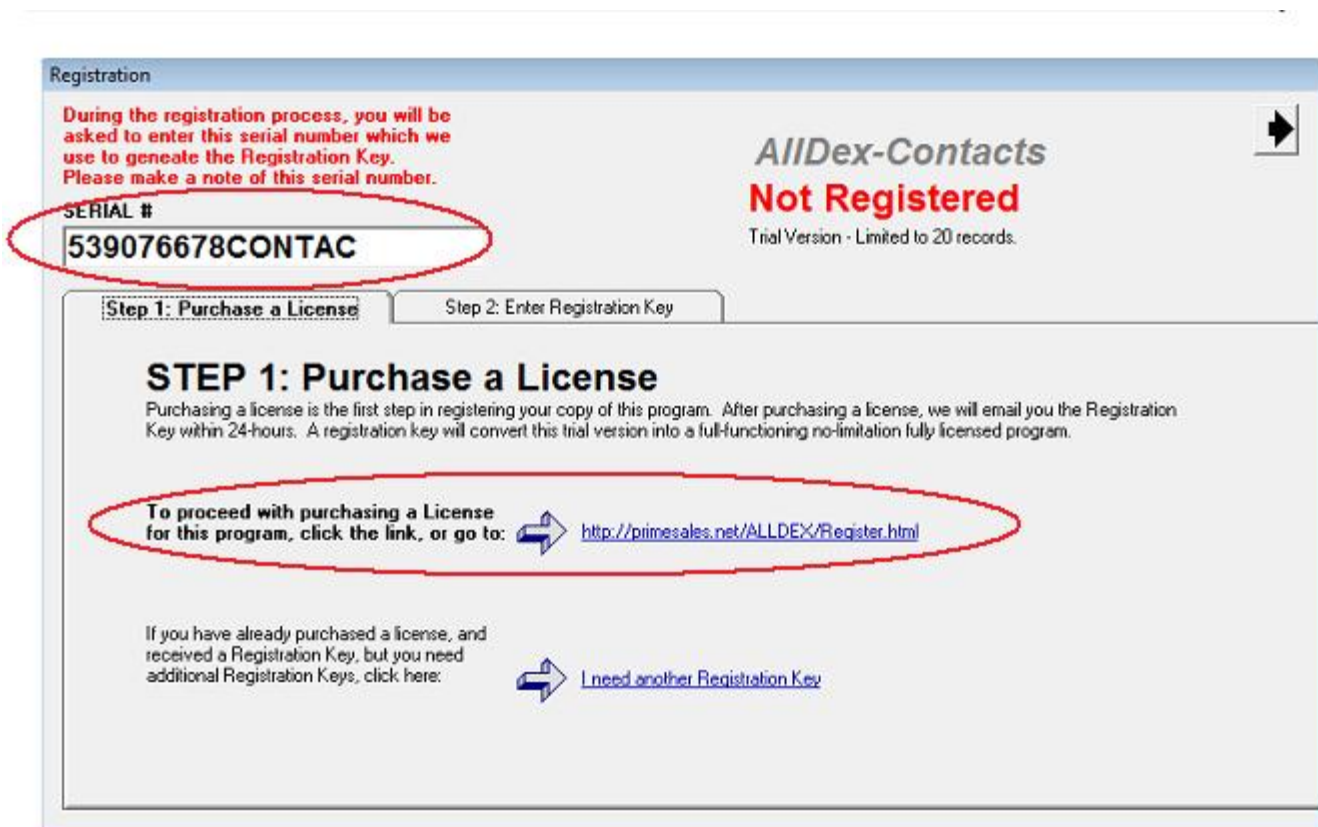 Registration
During the registration process, you will be
asked to enter this serial number which we
use to geneate the Registration Key.
Please make a note of this serial number.
SERIAL #
539076678CONTAC
AllDex-Contacts
Not Registered
Trial Version - Limited to 20 records.
Step 1: Purchase a License
Step 2: Enter Registration Key
STEP 1: Purchase a License
Purchasing a license is the first step in registering your copy of this program. After purchasing a license, we will email you the Registration
Key within 24-hours. A registration key will convert this trial version into a full-functioning no-limitation fully licensed program.
To proceed with purchasing a License
for this program, click the link, or go to:
http://primesales.net/ALLDEX/Register.html
If you have already purchased a license, and
received a Registration Key, but you need
additional Registration Keys, click here:
I need another Registration Key